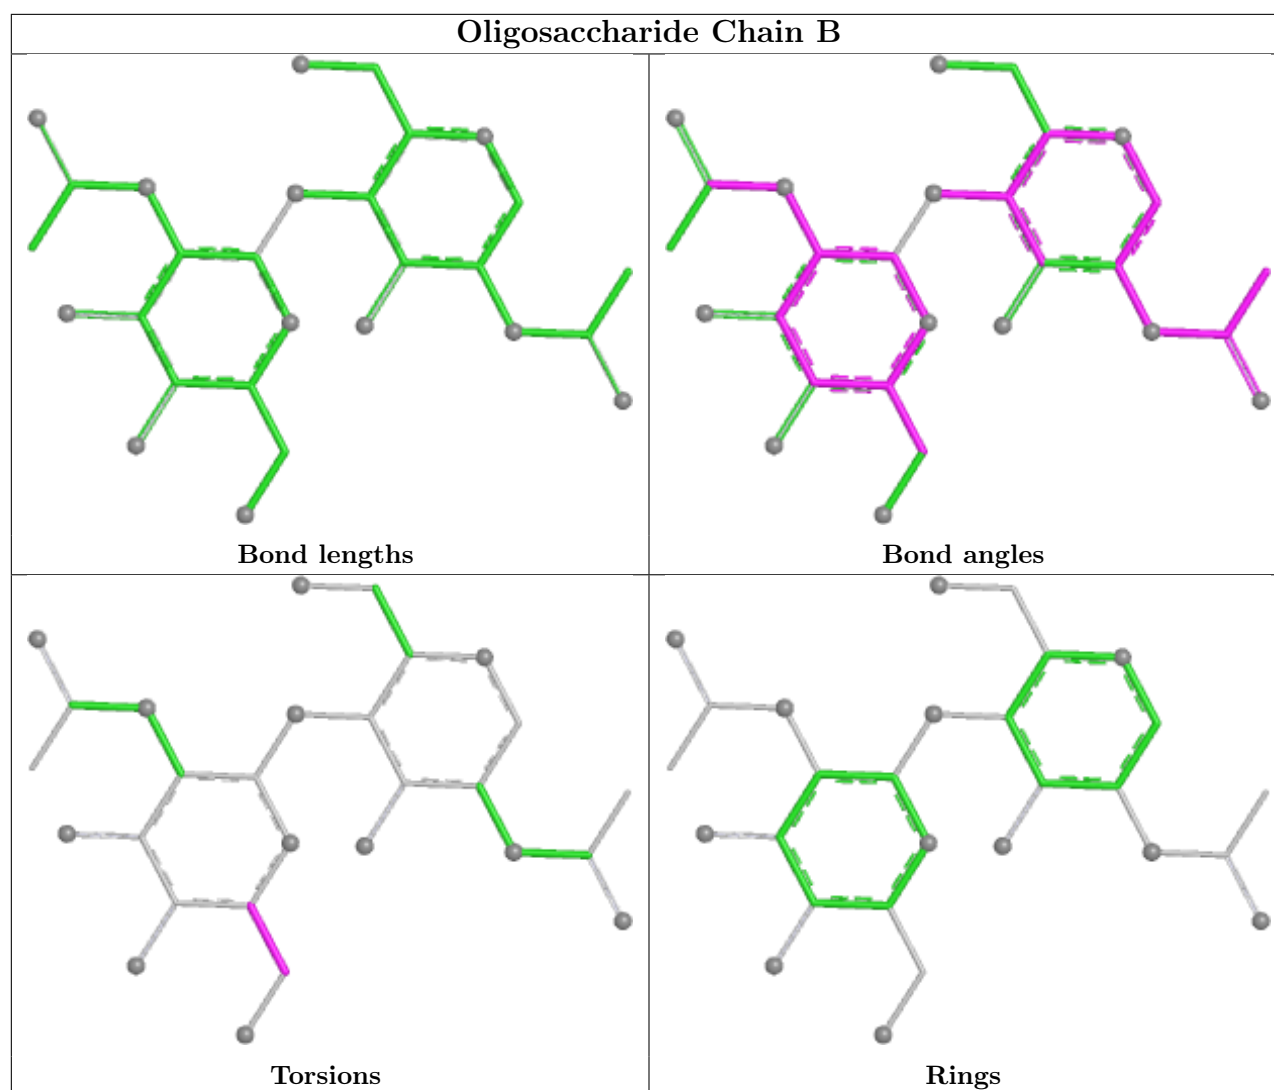 Oligosaccharide Chain B
Bond lengths
Bond angles
Torsions
Rings